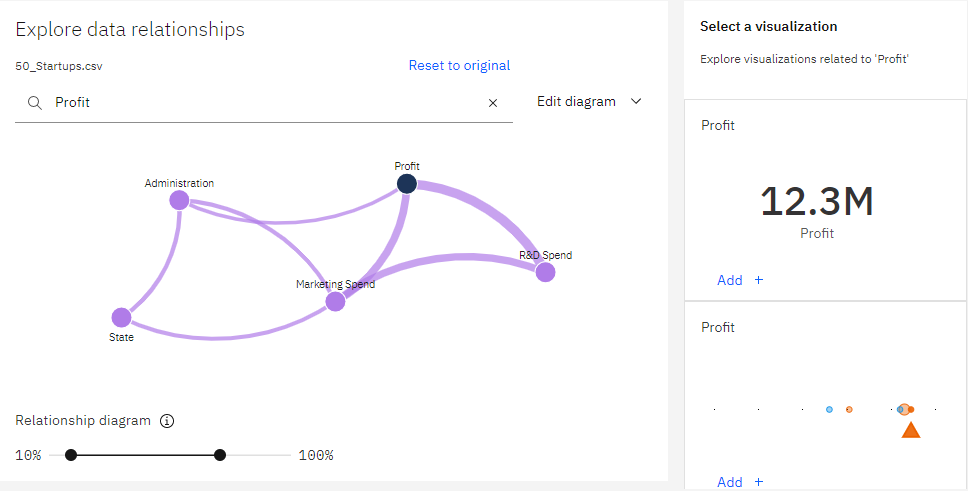 Explore data relationships
50_Startups.csv
Reset to original
Profit
Edit diagram
Profit
Administration
R&D Spend
Marketing Spend
State
Relationship diagram
10%
100%
Select a visualization
Explore visualizations related to 'Profit'
Profit
12.3M
Profit
Add +
Profit
Add +